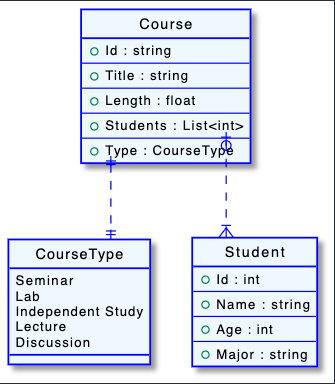 Course
Id : string
Title : string
Length : float
Students : List<int>
Type : CourseType
CourseType
Seminar
Lab
Independent Study
Lecture
Discussion
Student
Id : int
Name : string
Age : int
Major : string